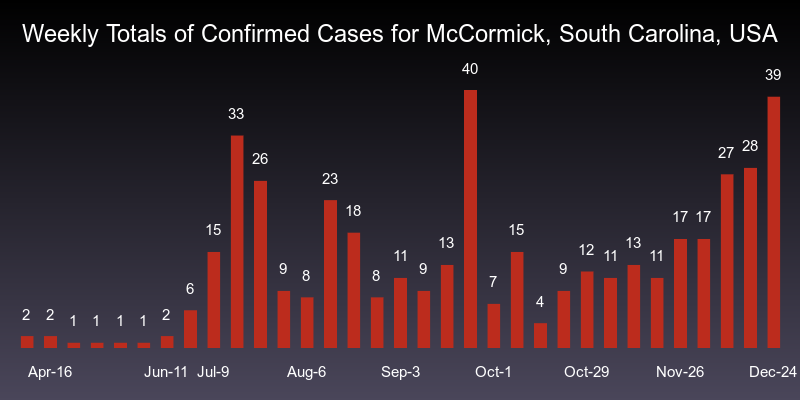 Weekly Totals of Confirmed Cases for McCormick, South Carolina, USA
2 2 1 1 1 1 2 6 15 33 26 9 8 23 18 8 11 9 13 40 7 15 4 9 12 11 13 11 17 17 27 28 39
Apr-16 Jun-11 Jul-9 Aug-6 Sep-3 Oct-1 Oct-29 Nov-26 Dec-24